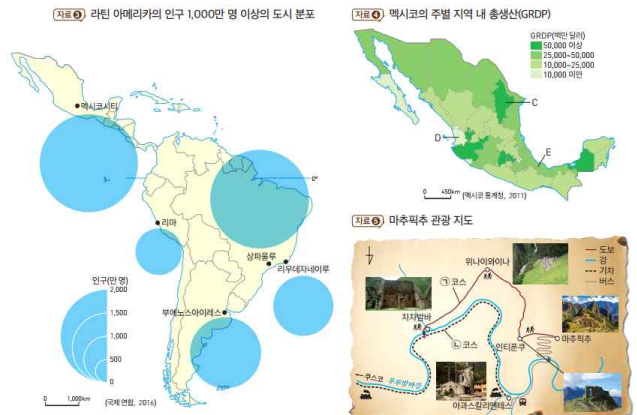 자료 ③ 라틴 아메리카의 인구 1,000만 명 이상의 도시 분포
멕시코시티
0°
0°
리마
상파울루
리우데자네이루
부에노스아이레스
인구(만 명)
2,000
1,500
1,000
500
0
0 1,000km
(국제 연합, 2016)
자료 ④ 멕시코의 주별 지역 내 총생산(GRDP)
GRDP(백만 달러)
50,000 이상
25,000~50,000
10,000~25,000
10,000 미만
C
D
E
0 450km
(멕시코 통계청, 2011)
자료 ⑤ 마추픽추 관광 지도
도보
강
기차
버스
위나이와이나
㉠ 코스
차차밤바
㉡ 코스
인티푼쿠
마추픽추
쿠스코
우루밤바강
아과스칼리엔테스